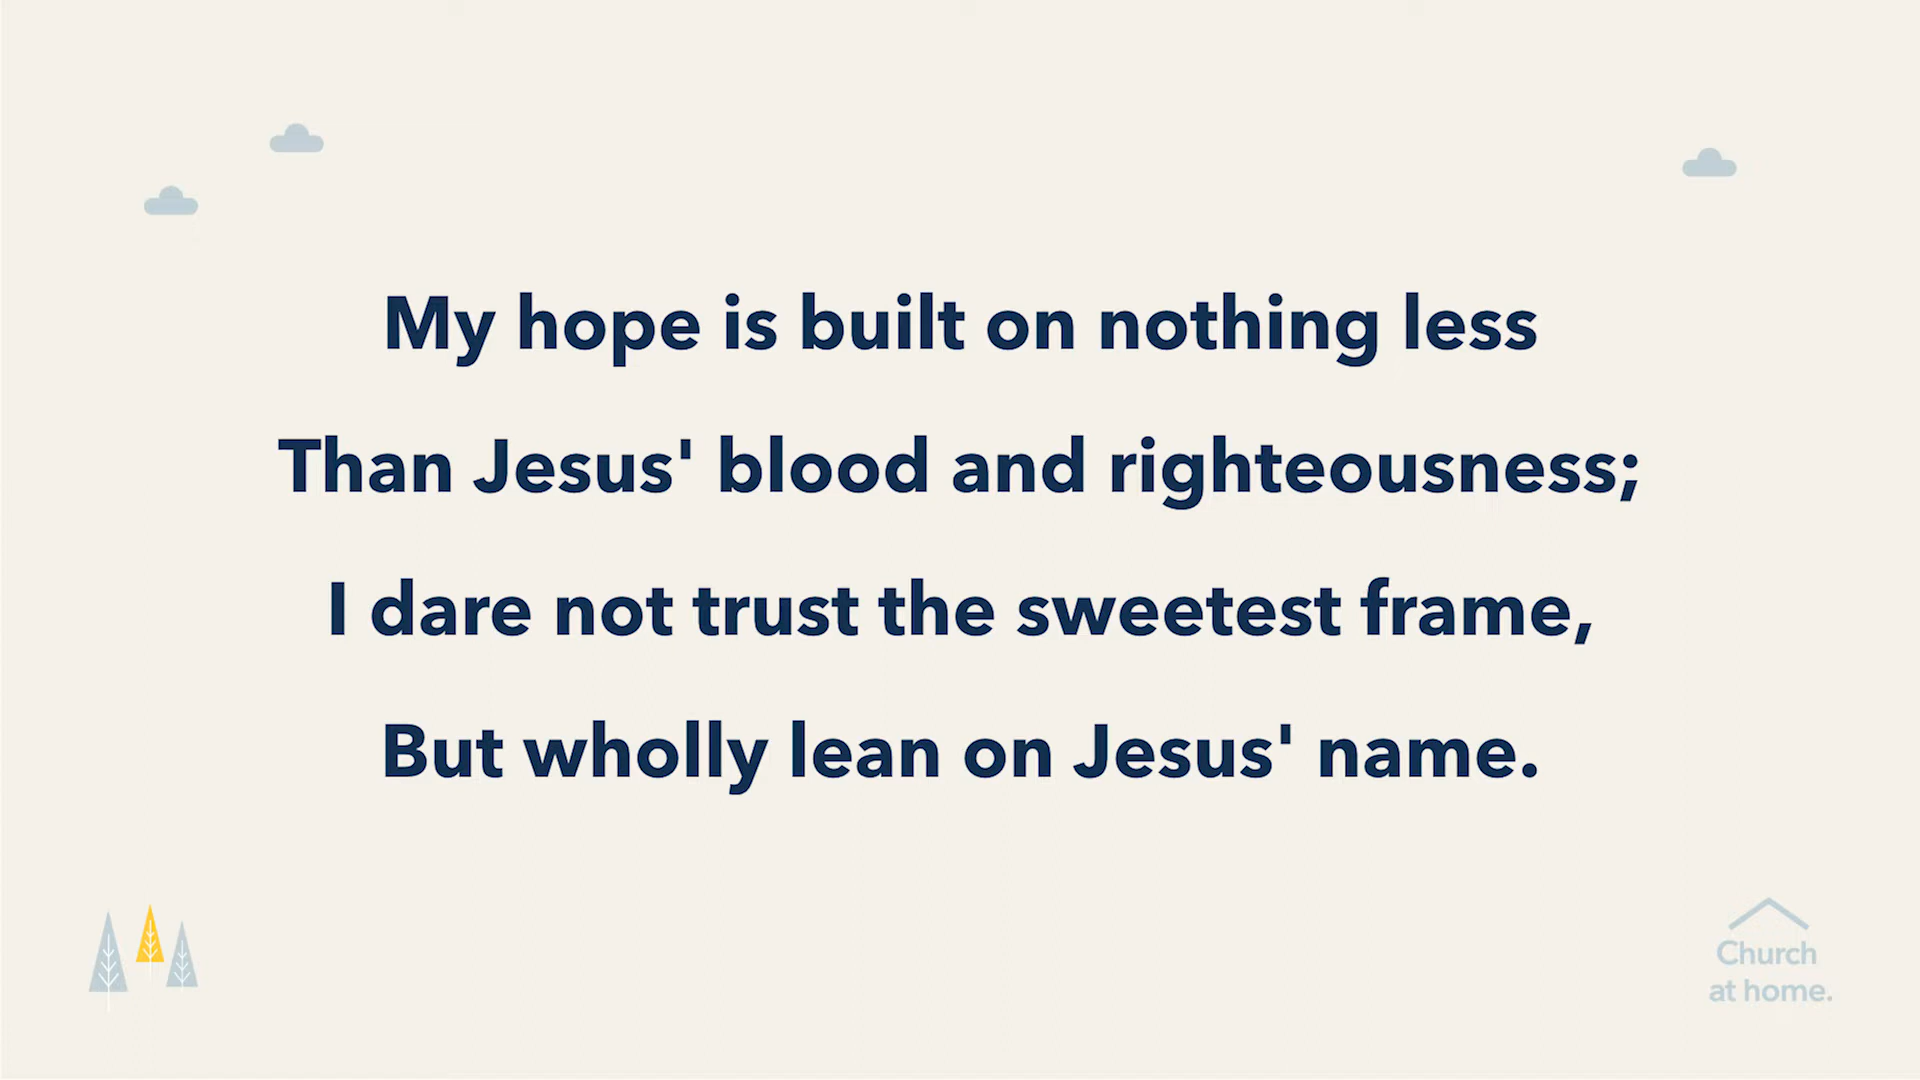 My hope is built on nothing less
Than Jesus' blood and righteousness;
I dare not trust the sweetest frame,
But wholly lean on Jesus' name.
Church
at home.